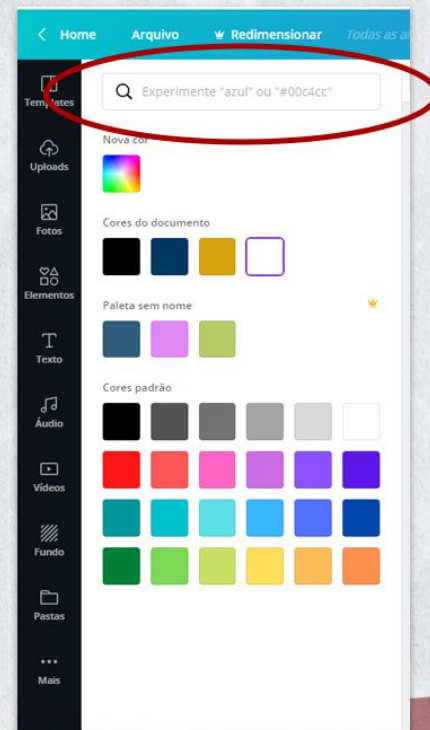 Home Arquivo Redimensionar Todas as
Experimente "azul" ou "#00c4cc"
Templates
Nova cor
Uploads
Fotos
Cores do documento
Elementos
Paleta sem nome
Texto
Cores padrão
Áudio
Vídeos
Fundo
Pastas
Mais